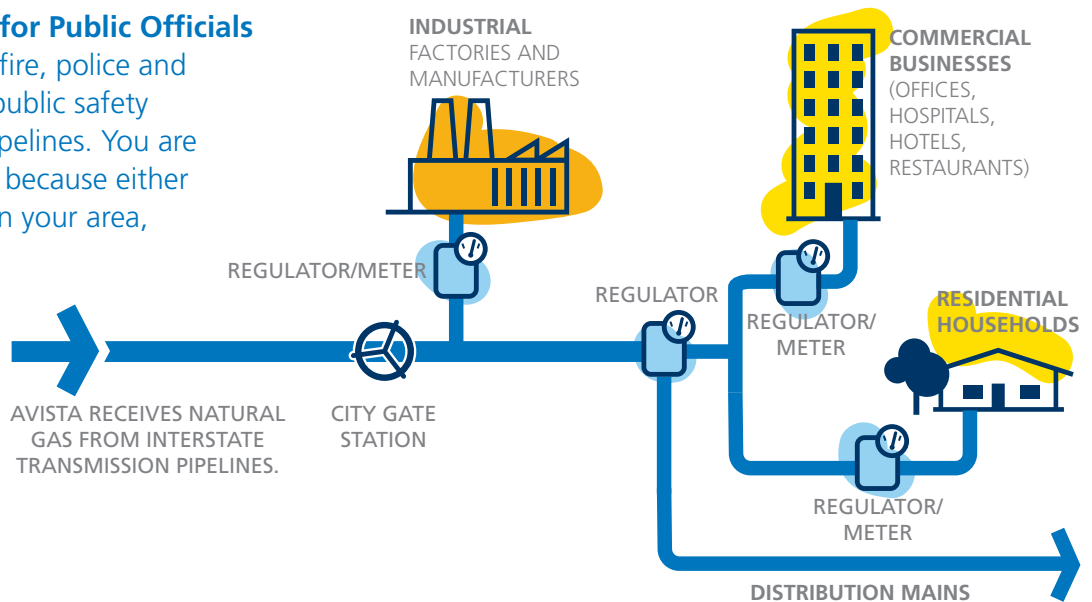 for Public Officials
fire, police and
public safety
pelines. You are
because either
n your area,
INDUSTRIAL
FACTORIES AND
MANUFACTURERS
COMMERCIAL
BUSINESSES
(OFFICES,
HOSPITALS,
HOTELS,
RESTAURANTS)
REGULATOR/METER
REGULATOR
REGULATOR/
METER
RESIDENTIAL
HOUSEHOLDS
AVISTA RECEIVES NATURAL
GAS FROM INTERSTATE
TRANSMISSION PIPELINES.
CITY GATE
STATION
REGULATOR/
METER
DISTRIBUTION MAINS